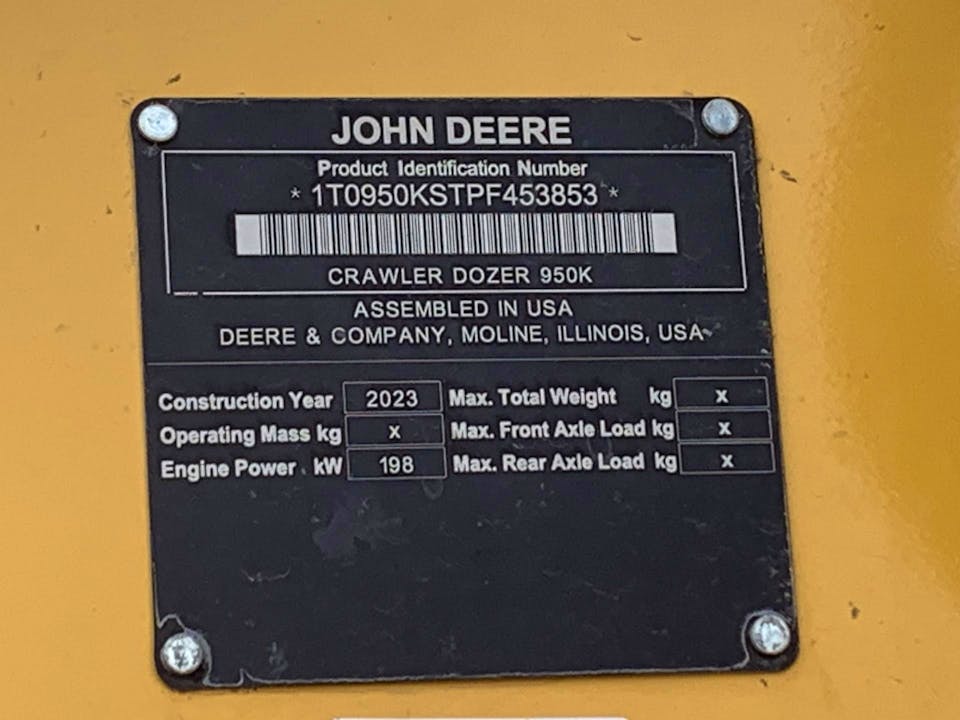 JOHN DEERE
Product Identification Number
* 1T0950KSTPF453853 *
CRAWLER DOZER 950K
ASSEMBLED IN USA
DEERE & COMPANY, MOLINE, ILLINOIS, USA
Construction Year 2023 Max. Total Weight kg x
Operating Mass kg x Max. Front Axle Load kg x
Engine Power kW 198 Max. Rear Axle Load kg x